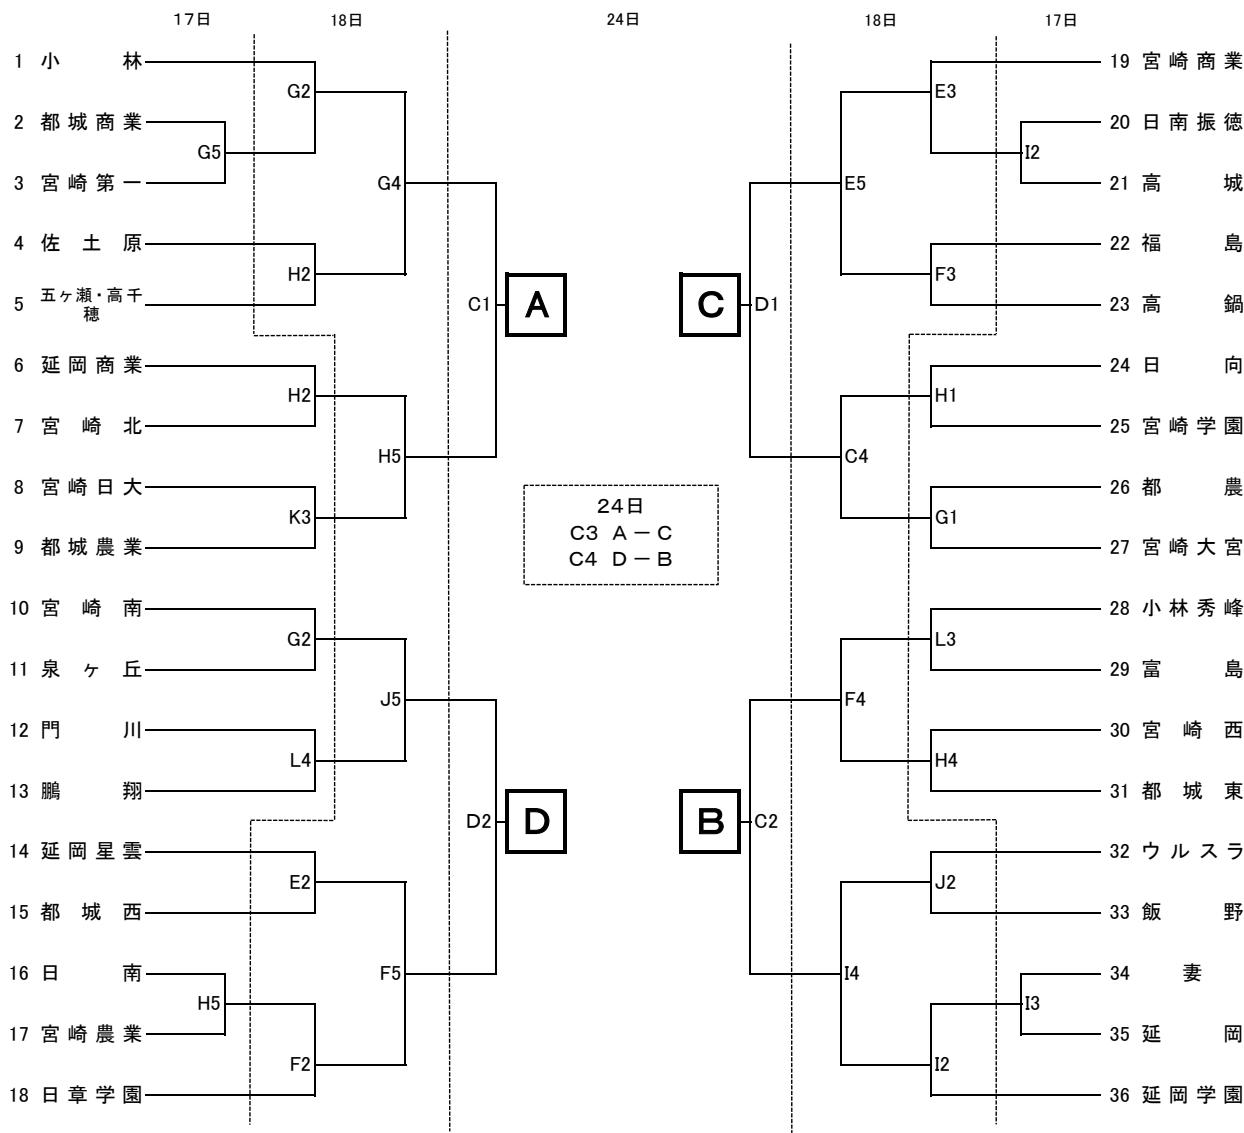 17日 18日 24日 18日 17日
1 小林
2 都城商業
3 宮崎第一
4 佐土原
5 五ヶ瀬・高千
穂
6 延岡商業
7 宮崎北
8 宮崎日大
9 都城農業
10 宮崎南
11 泉ヶ丘
12 門川
13 鵬翔
14 延岡星雲
15 都城西
16 日南
17 宮崎農業
18 日章学園
G5
H5
G2
H2
H2
K3
G2
L4
E2
F2
G4
H5
J5
F5
C1
D2
A
D
24日
C3 A－C
C4 D－B
C
B
D1
C2
E5
C4
F4
I4
E3
F3
H1
G1
L3
H4
J2
I2
I2
I3
19 宮崎商業
20 日南振徳
21 高城
22 福島
23 高鍋
24 日向
25 宮崎学園
26 都農
27 宮崎大宮
28 小林秀峰
29 富島
30 宮崎西
31 都城東
32 ウルスラ
33 飯野
34 妻
35 延岡
36 延岡学園